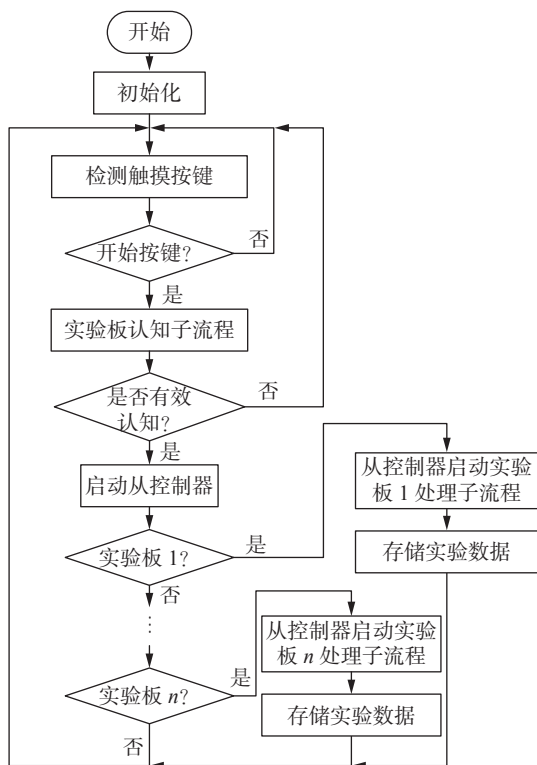 开始
初始化
检测触摸按键
开始按键?
否
是
实验板认知子流程
是否有效
认知?
否
是
启动从控制器
从控制器启动实验
板 1 处理子流程
实验板 1?
是
存储实验数据
否
⋮
从控制器启动实验
板 n 处理子流程
实验板 n?
是
存储实验数据
否